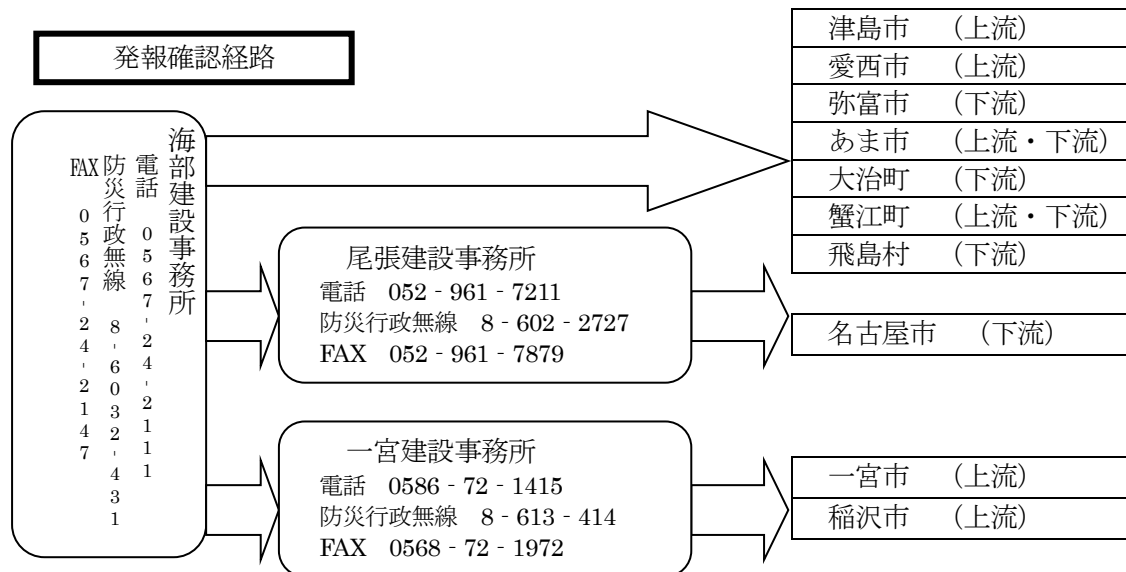 発報確認経路
海部建設事務所
電話 0567-24-2111
防災行政無線 8-6032-431
FAX 0567-24-2147
尾張建設事務所
電話 052‐961‐7211
防災行政無線 8‐602‐2727
FAX 052‐961‐7879
一宮建設事務所
電話 0586‐72‐1415
防災行政無線 8‐613‐414
FAX 0568‐72‐1972
津島市 (上流)
愛西市 (上流)
弥富市 (下流)
あま市 (上流・下流)
大治町 (下流)
蟹江町 (上流・下流)
飛島村 (下流)
名古屋市 (下流)
一宮市 (上流)
稲沢市 (上流)